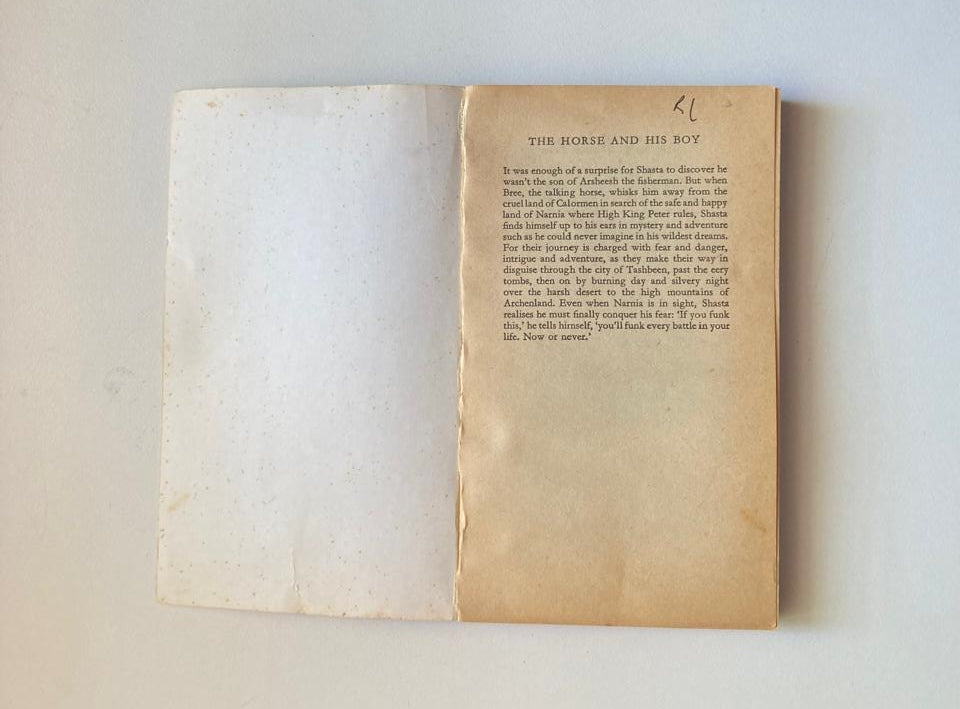 THE HORSE AND HIS BOY
It was enough of a surprise for Shasta to discover he
wasn't the son of Arsheesh the fisherman. But when
Bree, the talking horse, whisks him away from the
cruel land of Calormen in search of the safe and happy
land of Narnia where High King Peter rules, Shasta
finds himself up to his ears in mystery and adventure
such as he could never imagine in his wildest dreams.
For their journey is charged with fear and danger,
intrigue and adventure, as they make their way in
disguise through the city of Tashbeen, past the eery
tombs, then on by burning day and silvery night
over the harsh desert to the high mountains of
Archenland. Even when Narnia is in sight, Shasta
realises he must finally conquer his fear: 'If you funk
this,' he tells himself, 'you'll funk every battle in your
life. Now or never.'